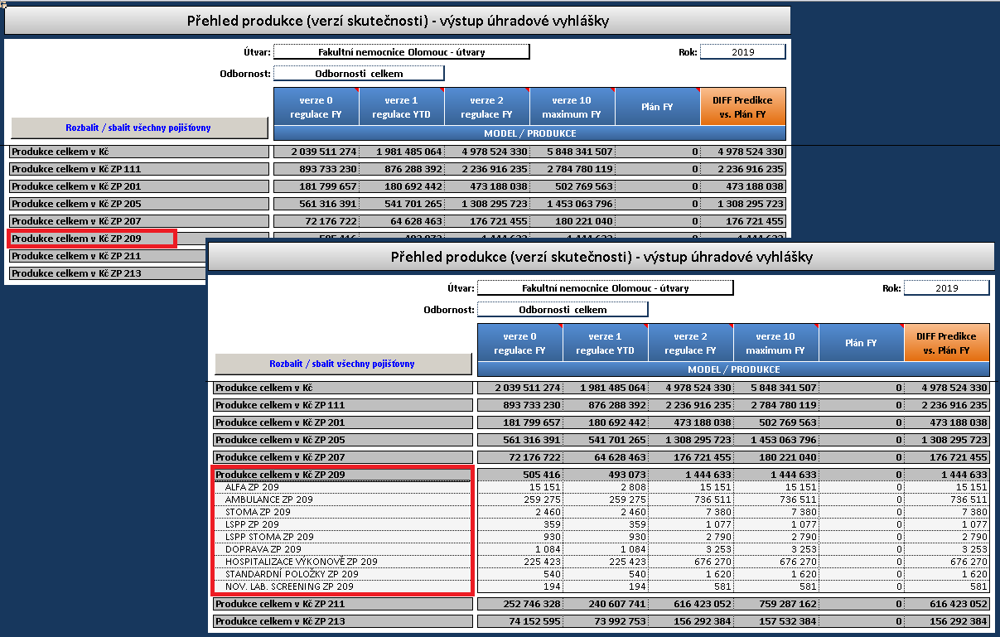 Přehled produkce (verzí skutečnosti) - výstup úhradové vyhlášky
Útvar: Fakultní nemocnice Olomouc - útvary Rok: 2019
Odbornost: Odbornosti celkem
verze 0 verze 1 verze 2 verze 10 Plán FY DIFF Predikce
regulace FY regulace YTD regulace FY maximum FY vs. Plán FY
Rozbalit / sbalit všechny pojišťovny
MODEL / PRODUKCE
Produkce celkem v Kč 2 039 511 274 1 981 485 064 4 978 524 330 5 848 341 507 0 4 978 524 330
Produkce celkem v Kč ZP 111 893 733 230 876 288 392 2 236 916 235 2 784 780 119 0 2 236 916 235
Produkce celkem v Kč ZP 201 181 799 657 180 692 442 473 188 038 502 769 563 0 473 188 038
Produkce celkem v Kč ZP 205 561 316 391 541 701 265 1 308 295 723 1 453 063 796 0 1 308 295 723
Produkce celkem v Kč ZP 207 72 176 722 64 628 463 176 721 455 180 221 040 0 176 721 455
Produkce celkem v Kč ZP 209
Produkce celkem v Kč ZP 211
Produkce celkem v Kč ZP 213
Přehled produkce (verzí skutečnosti) - výstup úhradové vyhlášky
Útvar: Fakultní nemocnice Olomouc - útvary Rok: 2019
Odbornost: Odbornosti celkem
verze 0 verze 1 verze 2 verze 10 Plán FY DIFF Predikce
regulace FY regulace YTD regulace FY maximum FY vs. Plán FY
Rozbalit / sbalit všechny pojišťovny
MODEL / PRODUKCE
Produkce celkem v Kč 2 039 511 274 1 981 485 064 4 978 524 330 5 848 341 507 0 4 978 524 330
Produkce celkem v Kč ZP 111 893 733 230 876 288 392 2 236 916 235 2 784 780 119 0 2 236 916 235
Produkce celkem v Kč ZP 201 181 799 657 180 692 442 473 188 038 502 769 563 0 473 188 038
Produkce celkem v Kč ZP 205 561 316 391 541 701 265 1 308 295 723 1 453 063 796 0 1 308 295 723
Produkce celkem v Kč ZP 207 72 176 722 64 628 463 176 721 455 180 221 040 0 176 721 455
Produkce celkem v Kč ZP 209 505 416 493 073 1 444 633 1 444 633 0 1 444 633
ALFA ZP 209 15 151 2 808 15 151 15 151 0 15 151
AMBULANCE ZP 209 259 275 259 275 736 511 736 511 0 736 511
STOMA ZP 209 2 460 2 460 7 380 7 380 0 7 380
LSPP ZP 209 359 359 1 077 1 077 0 1 077
LSPP STOMA ZP 209 930 930 2 790 2 790 0 2 790
DOPRAVA ZP 209 1 084 1 084 3 253 3 253 0 3 253
HOSPITALIZACE VÝKONOVĚ ZP 209 225 423 225 423 676 270 676 270 0 676 270
STANDARDNÍ POLOŽKY ZP 209 540 540 1 620 1 620 0 1 620
NOV. LAB. SCREENING ZP 209 194 194 581 581 0 581
Produkce celkem v Kč ZP 211 252 746 328 240 607 741 616 423 052 759 287 162 0 616 423 052
Produkce celkem v Kč ZP 213 74 152 595 73 992 753 156 292 384 157 532 384 0 156 292 384